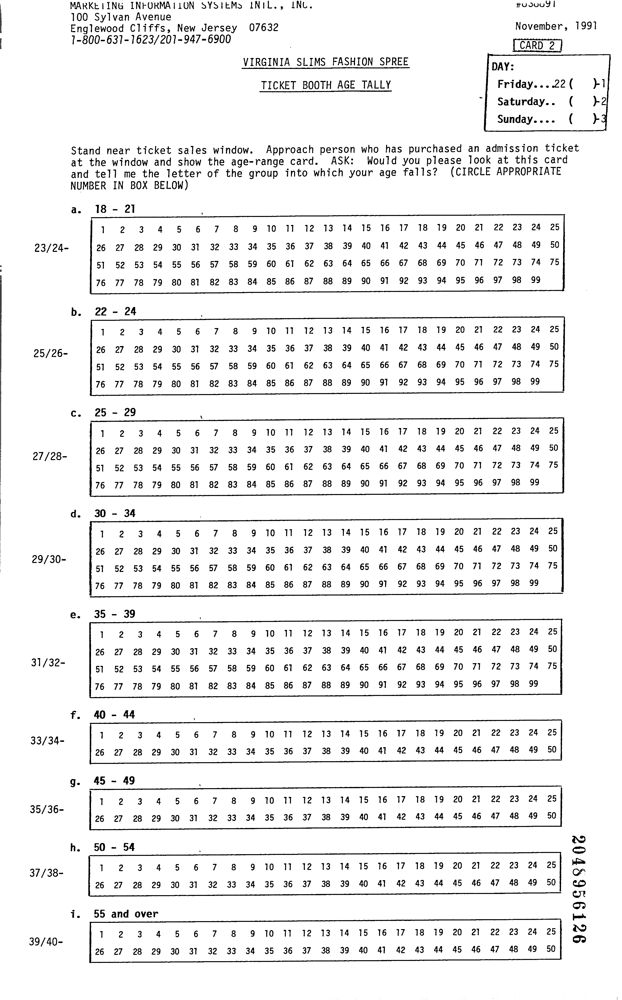 MARKETING INFORMATION SYSTEMS INTL., INC.
100 Sylvan Avenue
Englewood Cliffs, New Jersey 07632
1-800-631-1623/201-947-6900
November, 1991
CARD 2
VIRGINIA SLIMS FASHION SPREE
TICKET BOOTH AGE TALLY
DAY:
Friday....22 ( )-1
Saturday.. ( )-2
Sunday.... ( )-3
Stand near ticket sales window. Approach person who has purchased an admission ticket
at the window and show the age-range card. ASK: Would you please look at this card
and tell me the letter of the group into which your age falls? (CIRCLE APPROPRIATE
NUMBER IN BOX BELOW)
a. 18 - 21
23/24-
1 2 3 4 5 6 7 8 9 10 11 12 13 14 15 16 17 18 19 20 21 22 23 24 25
26 27 28 29 30 31 32 33 34 35 36 37 38 39 40 41 42 43 44 45 46 47 48 49 50
51 52 53 54 55 56 57 58 59 60 61 62 63 64 65 66 67 68 69 70 71 72 73 74 75
76 77 78 79 80 81 82 83 84 85 86 87 88 89 90 91 92 93 94 95 96 97 98 99
b. 22 - 24
25/26-
1 2 3 4 5 6 7 8 9 10 11 12 13 14 15 16 17 18 19 20 21 22 23 24 25
26 27 28 29 30 31 32 33 34 35 36 37 38 39 40 41 42 43 44 45 46 47 48 49 50
51 52 53 54 55 56 57 58 59 60 61 62 63 64 65 66 67 68 69 70 71 72 73 74 75
76 77 78 79 80 81 82 83 84 85 86 87 88 89 90 91 92 93 94 95 96 97 98 99
c. 25 - 29
27/28-
1 2 3 4 5 6 7 8 9 10 11 12 13 14 15 16 17 18 19 20 21 22 23 24 25
26 27 28 29 30 31 32 33 34 35 36 37 38 39 40 41 42 43 44 45 46 47 48 49 50
51 52 53 54 55 56 57 58 59 60 61 62 63 64 65 66 67 68 69 70 71 72 73 74 75
76 77 78 79 80 81 82 83 84 85 86 87 88 89 90 91 92 93 94 95 96 97 98 99
d. 30 - 34
29/30-
1 2 3 4 5 6 7 8 9 10 11 12 13 14 15 16 17 18 19 20 21 22 23 24 25
26 27 28 29 30 31 32 33 34 35 36 37 38 39 40 41 42 43 44 45 46 47 48 49 50
51 52 53 54 55 56 57 58 59 60 61 62 63 64 65 66 67 68 69 70 71 72 73 74 75
76 77 78 79 80 81 82 83 84 85 86 87 88 89 90 91 92 93 94 95 96 97 98 99
e. 35 - 39
31/32-
1 2 3 4 5 6 7 8 9 10 11 12 13 14 15 16 17 18 19 20 21 22 23 24 25
26 27 28 29 30 31 32 33 34 35 36 37 38 39 40 41 42 43 44 45 46 47 48 49 50
51 52 53 54 55 56 57 58 59 60 61 62 63 64 65 66 67 68 69 70 71 72 73 74 75
76 77 78 79 80 81 82 83 84 85 86 87 88 89 90 91 92 93 94 95 96 97 98 99
f. 40 - 44
33/34-
1 2 3 4 5 6 7 8 9 10 11 12 13 14 15 16 17 18 19 20 21 22 23 24 25
26 27 28 29 30 31 32 33 34 35 36 37 38 39 40 41 42 43 44 45 46 47 48 49 50
g. 45 - 49
35/36-
1 2 3 4 5 6 7 8 9 10 11 12 13 14 15 16 17 18 19 20 21 22 23 24 25
26 27 28 29 30 31 32 33 34 35 36 37 38 39 40 41 42 43 44 45 46 47 48 49 50
h. 50 - 54
37/38-
1 2 3 4 5 6 7 8 9 10 11 12 13 14 15 16 17 18 19 20 21 22 23 24 25
26 27 28 29 30 31 32 33 34 35 36 37 38 39 40 41 42 43 44 45 46 47 48 49 50
i. 55 and over
39/40-
1 2 3 4 5 6 7 8 9 10 11 12 13 14 15 16 17 18 19 20 21 22 23 24 25
26 27 28 29 30 31 32 33 34 35 36 37 38 39 40 41 42 43 44 45 46 47 48 49 50
2048956126